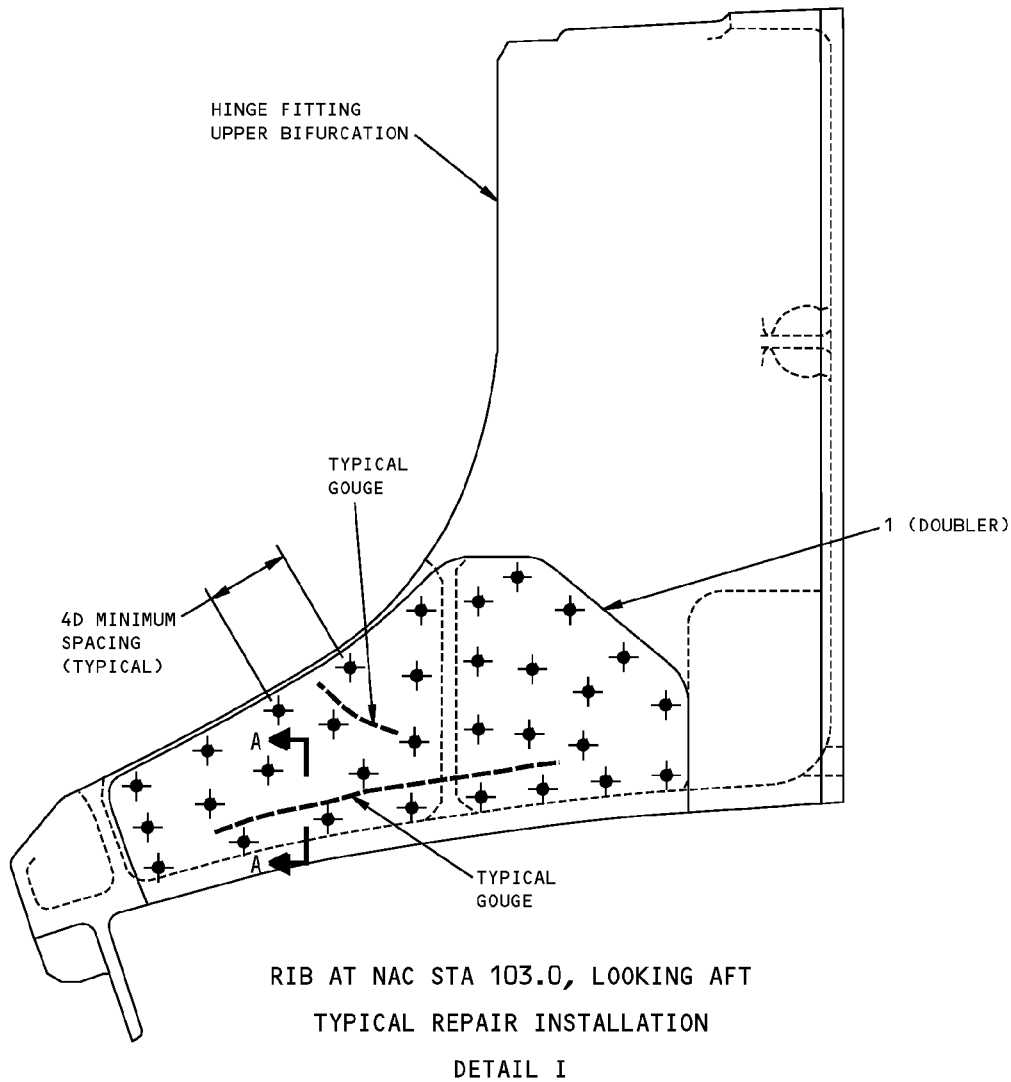 HINGE FITTING
UPPER BIFURCATION
TYPICAL
GOUGE
1 (DOUBLER)
4D MINIMUM
SPACING
(TYPICAL)
A
A
TYPICAL
GOUGE
RIB AT NAC STA 103.0, LOOKING AFT
TYPICAL REPAIR INSTALLATION
DETAIL I